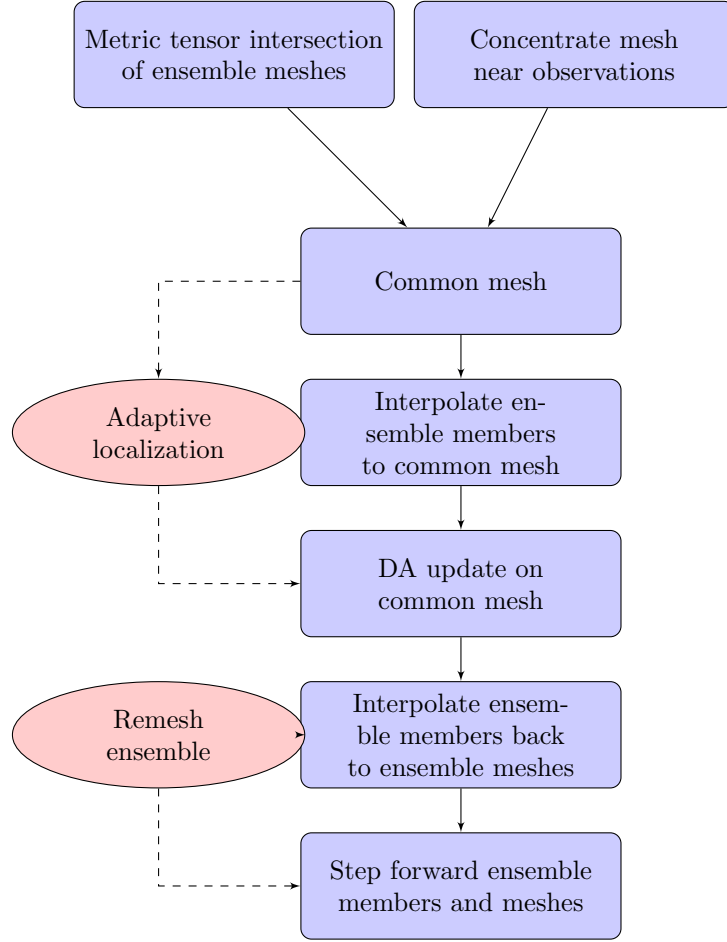 Metric tensor intersection
of ensemble meshes
Concentrate mesh
near observations
Common mesh
Adaptive
localization
Interpolate en-
semble members
to common mesh
DA update on
common mesh
Remesh
ensemble
Interpolate ensem-
ble members back
to ensemble meshes
Step forward ensemble
members and meshes